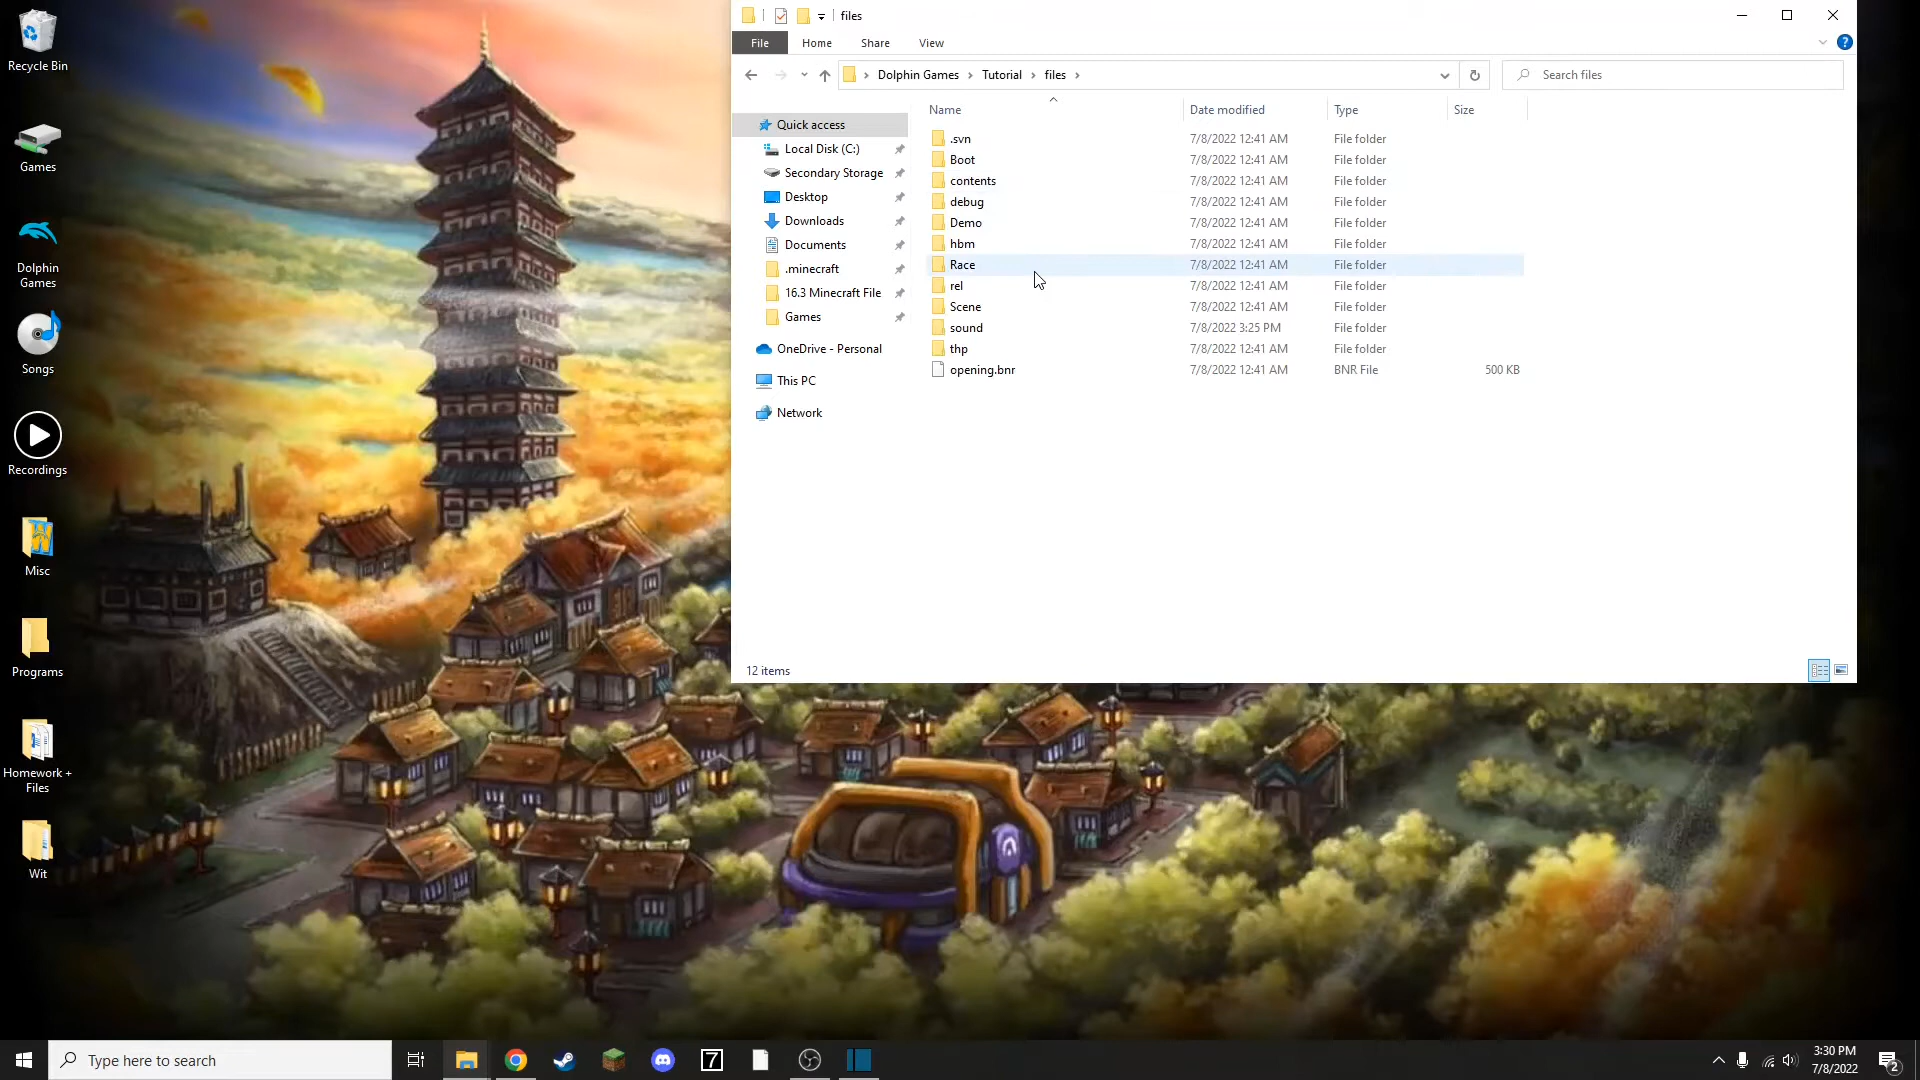 files
File
Home
Share
View
Dolphin Games
Tutorial
files
Search files
Name
Date modified
Type
Size
Quick access
Local Disk (C:)
Secondary Storage
Desktop
Downloads
Documents
.minecraft
16.3 Minecraft File
Games
OneDrive - Personal
This PC
Network
.svn 7/8/2022 12:41 AM File folder
Boot 7/8/2022 12:41 AM File folder
contents 7/8/2022 12:41 AM File folder
debug 7/8/2022 12:41 AM File folder
Demo 7/8/2022 12:41 AM File folder
hbm 7/8/2022 12:41 AM File folder
Race 7/8/2022 12:41 AM File folder
rel 7/8/2022 12:41 AM File folder
Scene 7/8/2022 12:41 AM File folder
sound 7/8/2022 3:25 PM File folder
thp 7/8/2022 12:41 AM File folder
opening.bnr 7/8/2022 12:41 AM BNR File 500 KB
12 items
Recycle Bin
Games
Dolphin
Games
Songs
Recordings
Misc
Programs
Homework +
Files
Wit
Type here to search
7
3:30 PM
7/8/2022
2